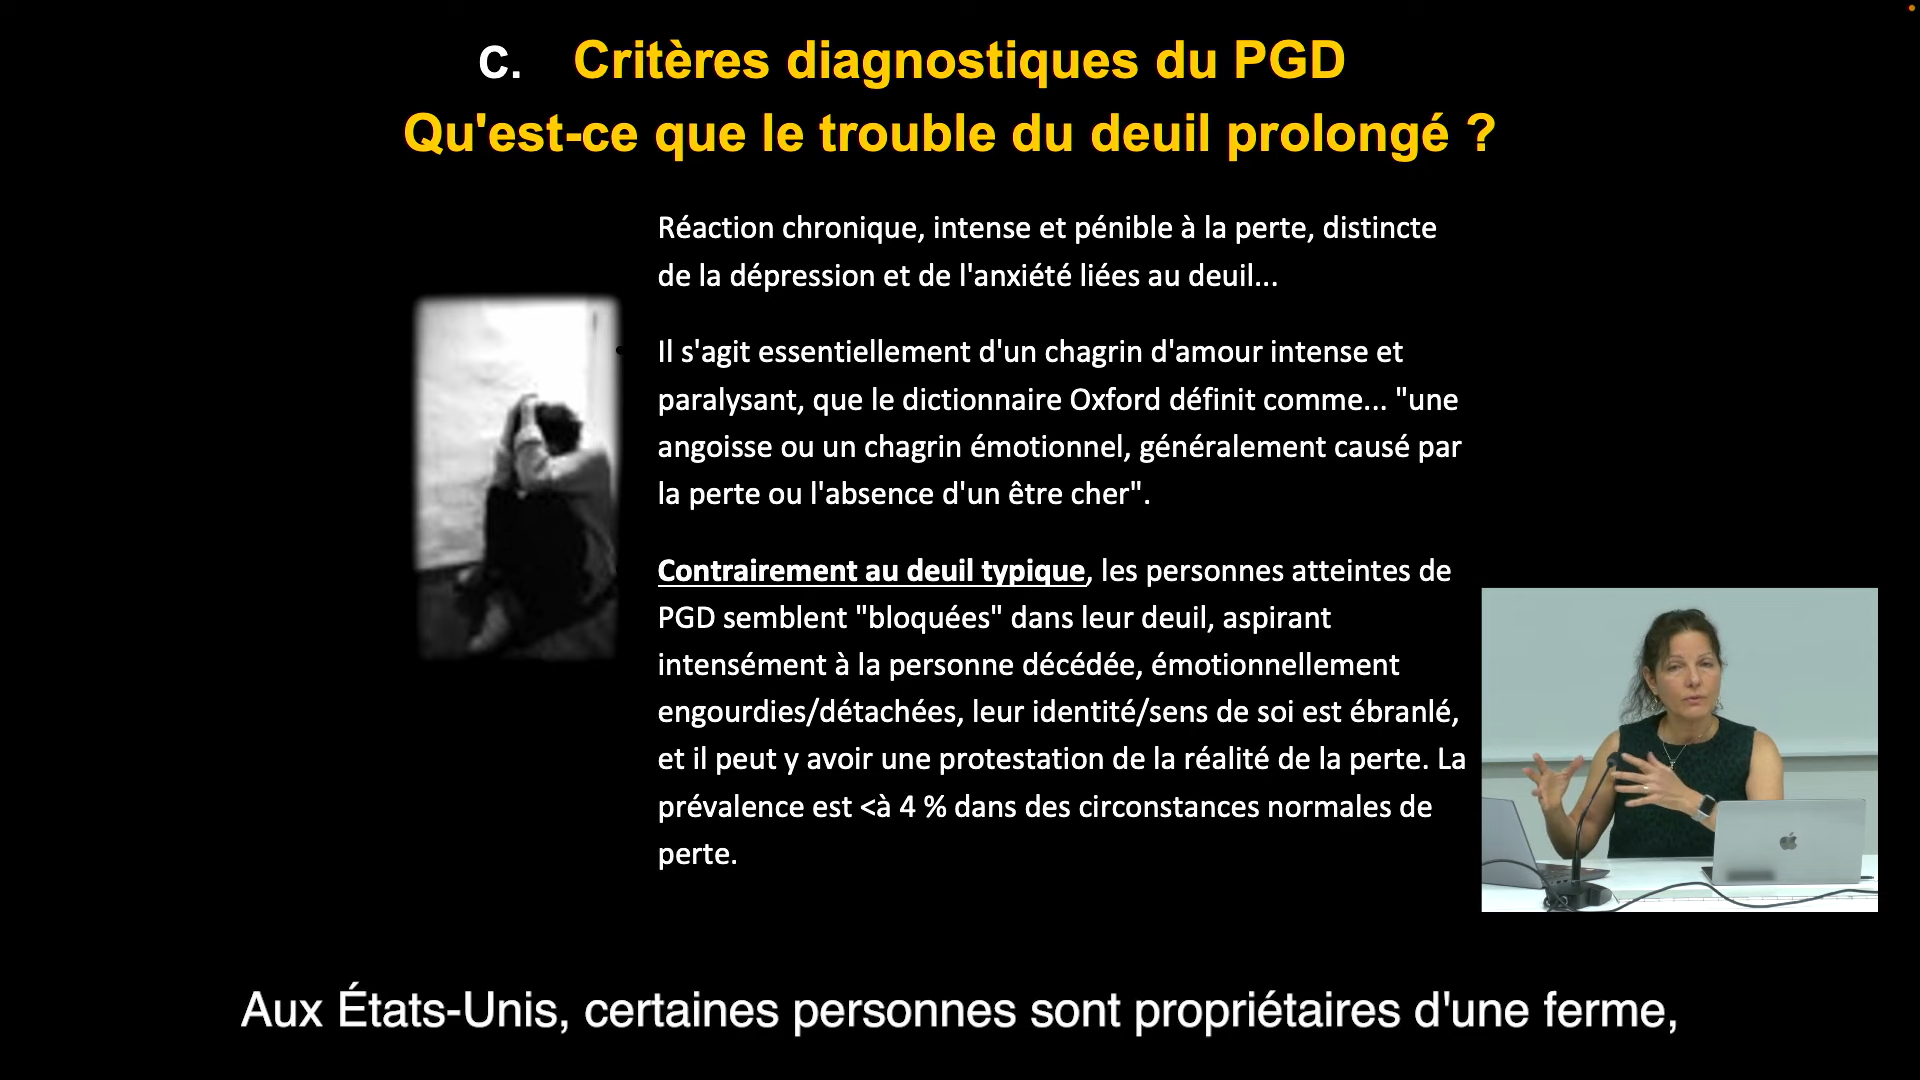 C. Critères diagnostiques du PGD
Qu'est-ce que le trouble du deuil prolongé ?
Réaction chronique, intense et pénible à la perte, distincte
de la dépression et de l'anxiété liées au deuil...
Il s'agit essentiellement d'un chagrin d'amour intense et
paralysant, que le dictionnaire Oxford définit comme... "une
angoisse ou un chagrin émotionnel, généralement causé par
la perte ou l'absence d'un être cher".
Contrairement au deuil typique, les personnes atteintes de
PGD semblent "bloquées" dans leur deuil, aspirant
intensément à la personne décédée, émotionnellement
engourdies/détachées, leur identité/sens de soi est ébranlé,
et il peut y avoir une protestation de la réalité de la perte. La
prévalence est <à 4 % dans des circonstances normales de
perte.
Aux États-Unis, certaines personnes sont propriétaires d'une ferme,